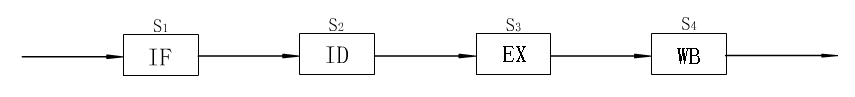 S1 S2 S3 S4
IF ID EX WB